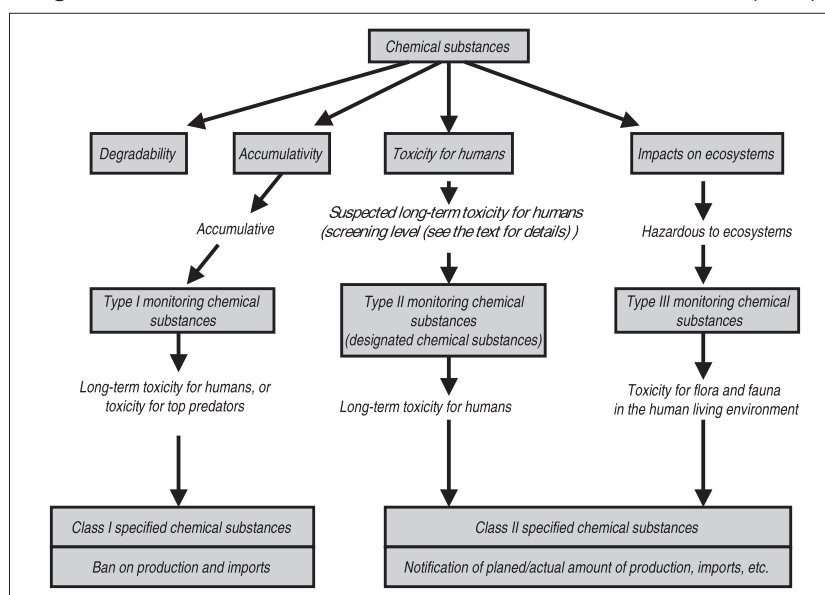 Chemical substances
Degradability
Accumulativity
Toxicity for humans
Impacts on ecosystems
Accumulative
Suspected long-term toxicity for humans
(screening level (see the text for details) )
Hazardous to ecosystems
Type I monitoring chemical
substances
Type II monitoring chemical
substances
(designated chemical substances)
Type III monitoring chemical
substances
Long-term toxicity for humans, or
toxicity for top predators
Long-term toxicity for humans
Toxicity for flora and fauna
in the human living environment
Class I specified chemical substances
Ban on production and imports
Class II specified chemical substances
Notification of planed/actual amount of production, imports, etc.